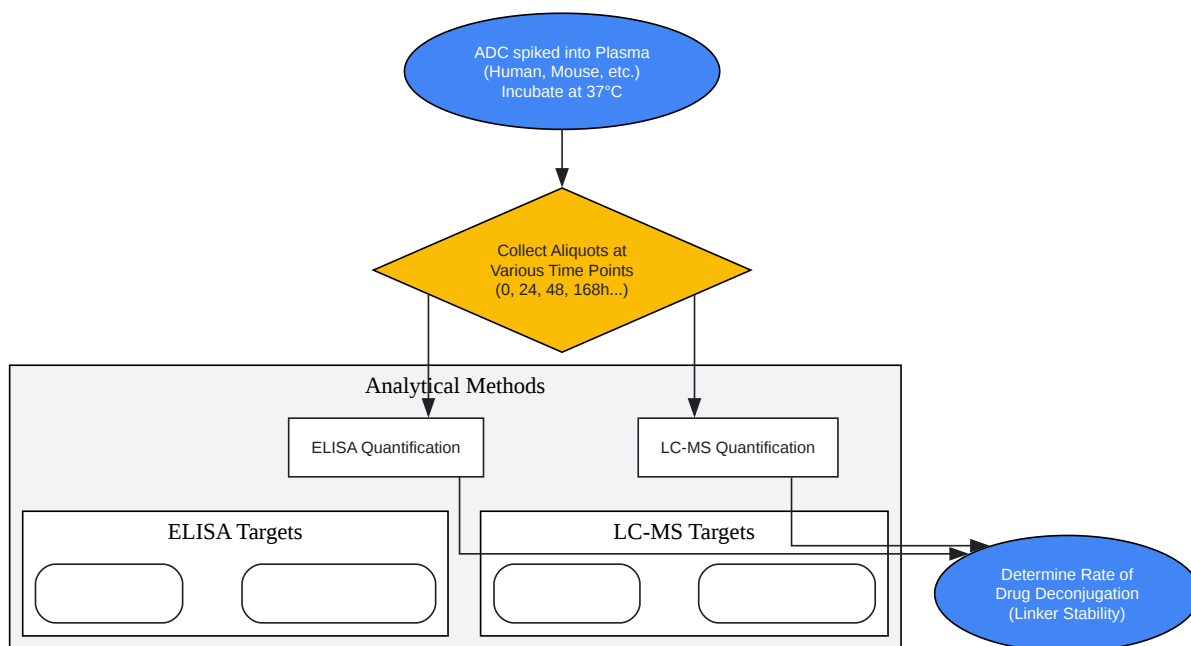 ADC spiked into Plasma
(Human, Mouse, etc.)
Incubate at 37°C
Collect Aliquots at
Various Time Points
(0, 24, 48, 168h...)
Analytical Methods
ELISA Quantification
LC-MS Quantification
ELISA Targets
LC-MS Targets
Determine Rate of
Drug Deconjugation
(Linker Stability)